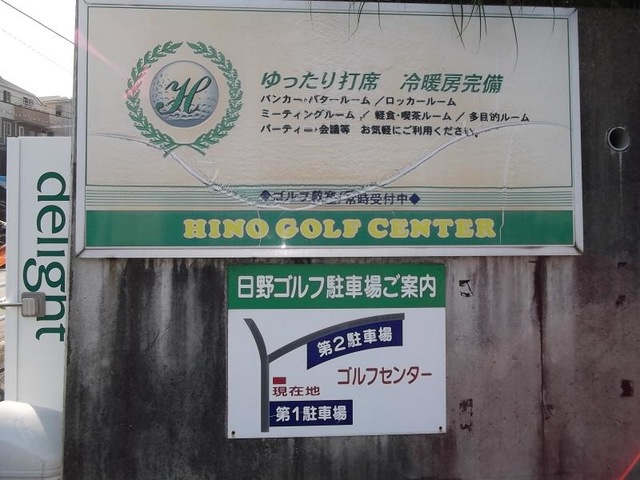 H
ゆったり打席 冷暖房完備
バンカー・パタールーム／ロッカールーム
ミーティングルーム／軽食・喫茶ルーム／多目的ルーム
パーティー・会議等 お気軽にご利用ください。
◆ゴルフ教室/常時受付中◆
HINO GOLF CENTER
delight
日野ゴルフ駐車場ご案内
第2駐車場
ゴルフセンター
現在地
第1駐車場